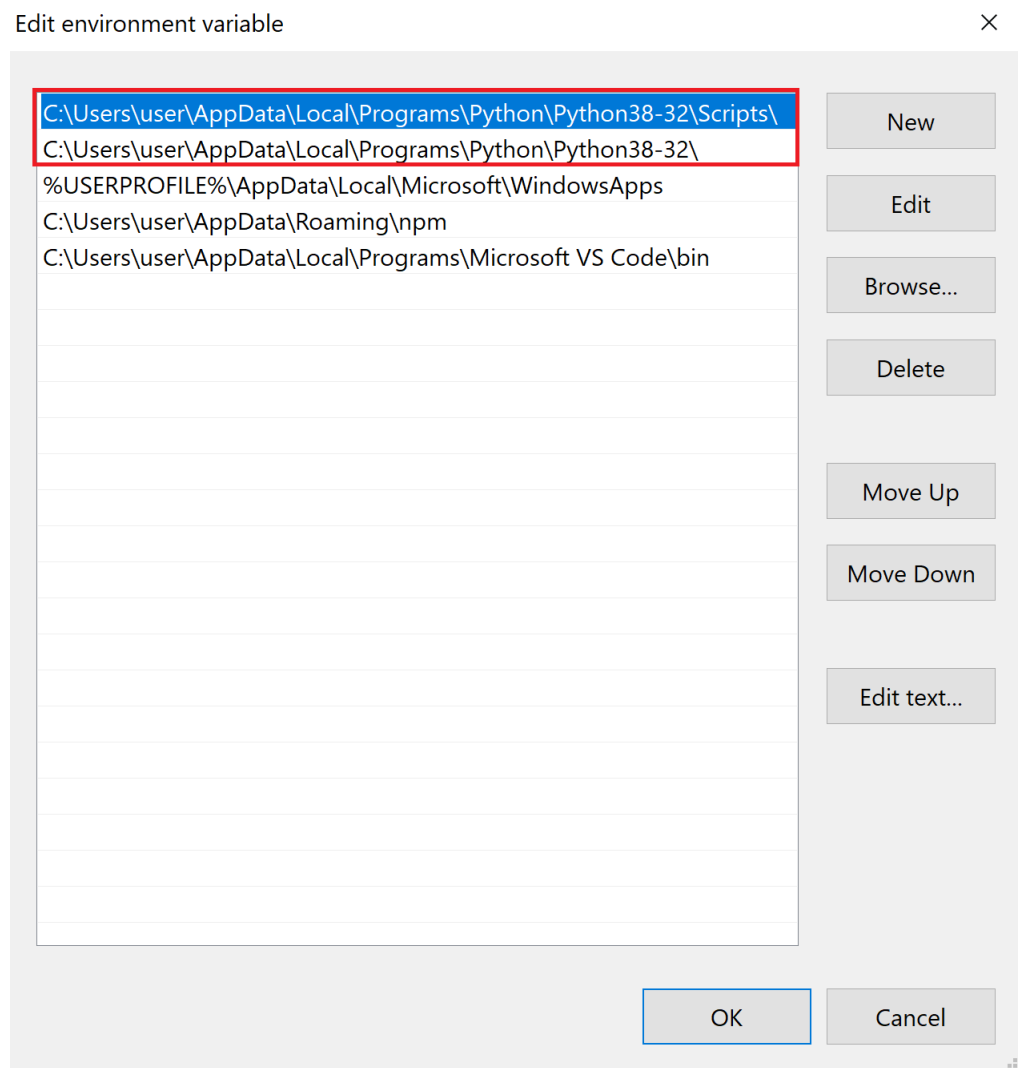 Edit environment variable
C:\Users\user\AppData\Local\Programs\Python\Python38-32\Scripts\
C:\Users\user\AppData\Local\Programs\Python\Python38-32\
%USERPROFILE%\AppData\Local\Microsoft\WindowsApps
C:\Users\user\AppData\Roaming\npm
C:\Users\user\AppData\Local\Programs\Microsoft VS Code\bin
New
Edit
Browse...
Delete
Move Up
Move Down
Edit text...
OK
Cancel